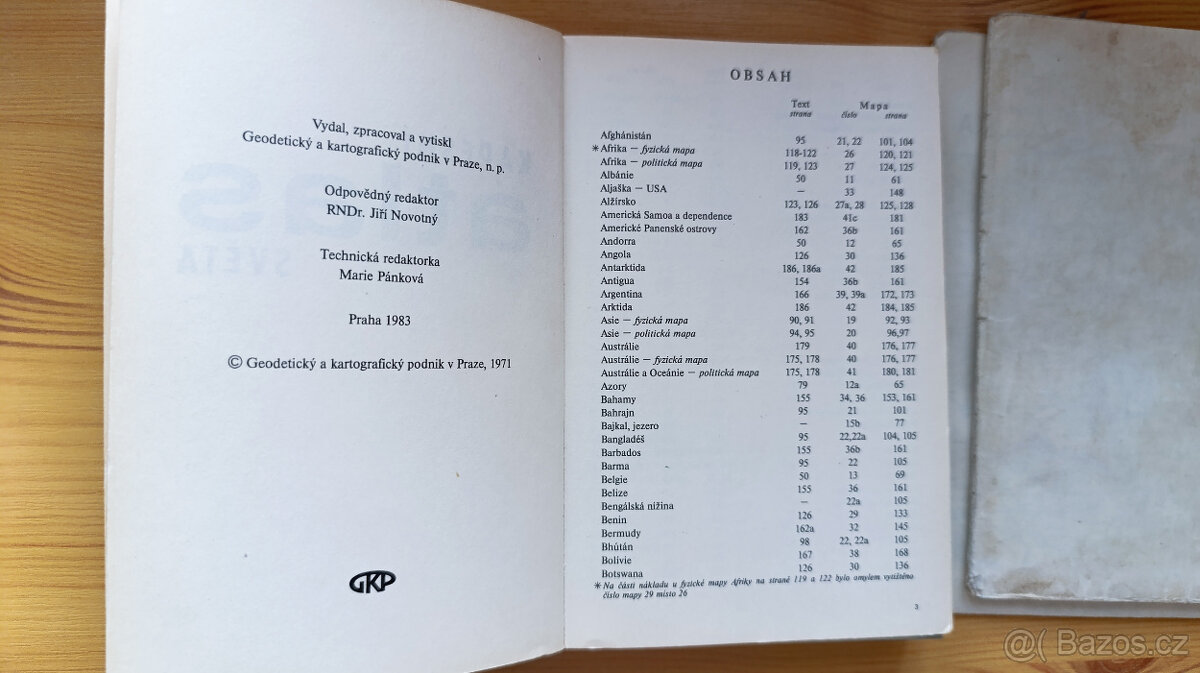 Vydal, zpracoval a vytiskl
Geodetický a kartografický podnik v Praze, n. p.
Odpovědný redaktor
RNDr. Jiří Novotný
Technická redaktorka
Marie Pánková
Praha 1983
© Geodetický a kartografický podnik v Praze, 1971
GKP
OBSAH
Text Mapa
strana číslo strana
Afghánistán 95 21, 22 101, 104
* Afrika — fyzická mapa 118-122 26 120, 121
Afrika — politická mapa 119, 123 27 124, 125
Albánie 50 11 61
Aljaška — USA — 33 148
Alžírsko 123, 126 27a, 28 125, 128
Americká Samoa a dependence 183 41c 181
Americké Panenské ostrovy 162 36b 161
Andorra 50 12 65
Angola 126 30 136
Antarktida 186, 186a 42 185
Antigua 154 36b 161
Argentina 166 39, 39a 172, 173
Arktida 186 42 184, 185
Asie — fyzická mapa 90, 91 19 92, 93
Asie — politická mapa 94, 95 20 96,97
Austrálie 179 40 176, 177
Austrálie — fyzická mapa 175, 178 40 176, 177
Austrálie a Oceánie — politická mapa 175, 178 41 180, 181
Azory 79 12a 65
Bahamy 155 34, 36 153, 161
Bahrajn 95 21 101
Bajkal, jezero — 15b 77
Bangladéš 95 22,22a 104, 105
Barbados 155 36b 161
Barma 95 22 105
Belgie 50 13 69
Belize 155 36 161
Bengálská nížina — 22a 105
Benin 126 29 133
Bermudy 162a 32 145
Bhútán 98 22, 22a 105
Bolívie 167 38 168
Botswana 126 30 136
* Na části nákladu u fyzické mapy Afriky na straně 119 a 122 bylo omylem vytištěno
číslo mapy 29 místo 26
3
Bazos.cz